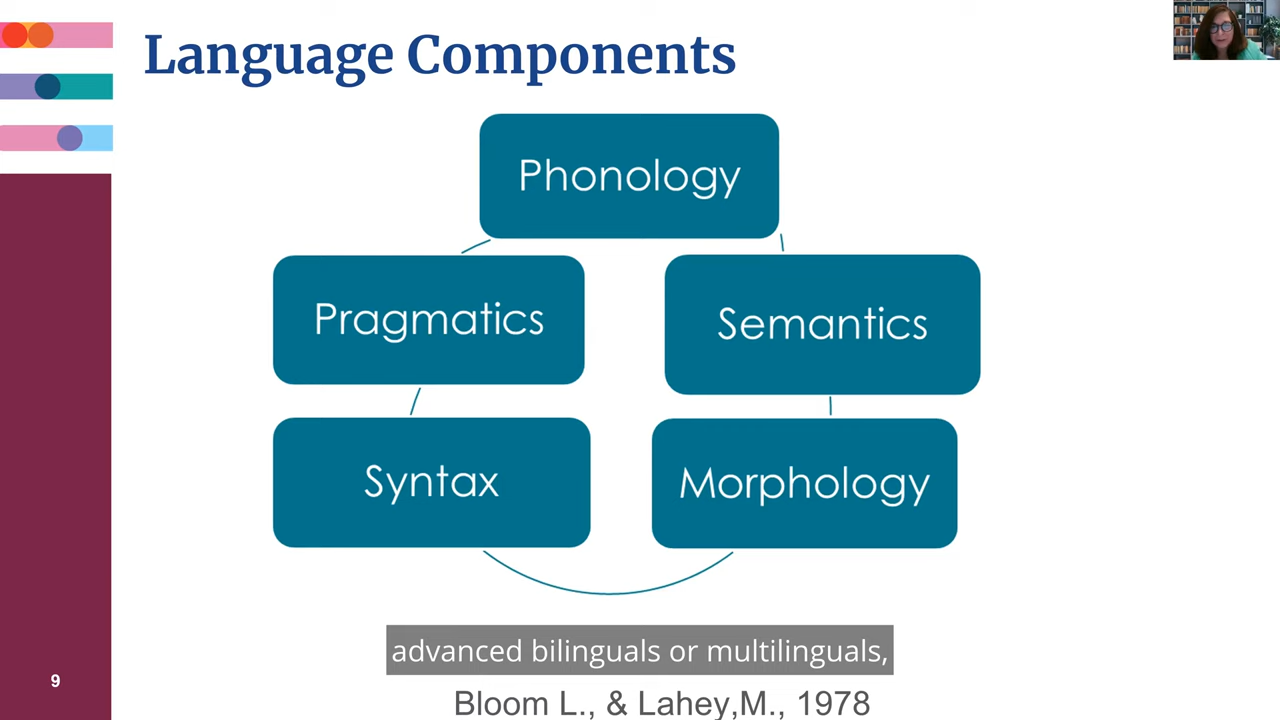 Language Components
Phonology
Pragmatics
Semantics
Syntax
Morphology
advanced bilinguals or multilinguals,
9
Bloom L., & Lahey,M., 1978